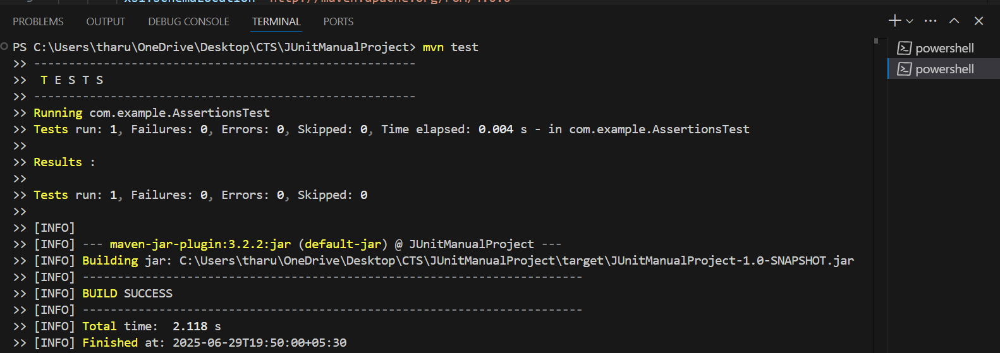 PROBLEMS OUTPUT DEBUG CONSOLE TERMINAL PORTS
PS C:\Users\tharu\OneDrive\Desktop\CTS\JUnitManualProject> mvn test
>> -------------------------------------------------------
>>  T E S T S
>> -------------------------------------------------------
>> Running com.example.AssertionsTest
>> Tests run: 1, Failures: 0, Errors: 0, Skipped: 0, Time elapsed: 0.004 s - in com.example.AssertionsTest
>>
>> Results :
>>
>> Tests run: 1, Failures: 0, Errors: 0, Skipped: 0
>>
>> [INFO]
>> [INFO] --- maven-jar-plugin:3.2.2:jar (default-jar) @ JUnitManualProject ---
>> [INFO] Building jar: C:\Users\tharu\OneDrive\Desktop\CTS\JUnitManualProject\target\JUnitManualProject-1.0-SNAPSHOT.jar
>> [INFO] ------------------------------------------------------------------------
>> [INFO] BUILD SUCCESS
>> [INFO] ------------------------------------------------------------------------
>> [INFO] Total time:  2.118 s
>> [INFO] Finished at: 2025-06-29T19:50:00+05:30
powershell
powershell